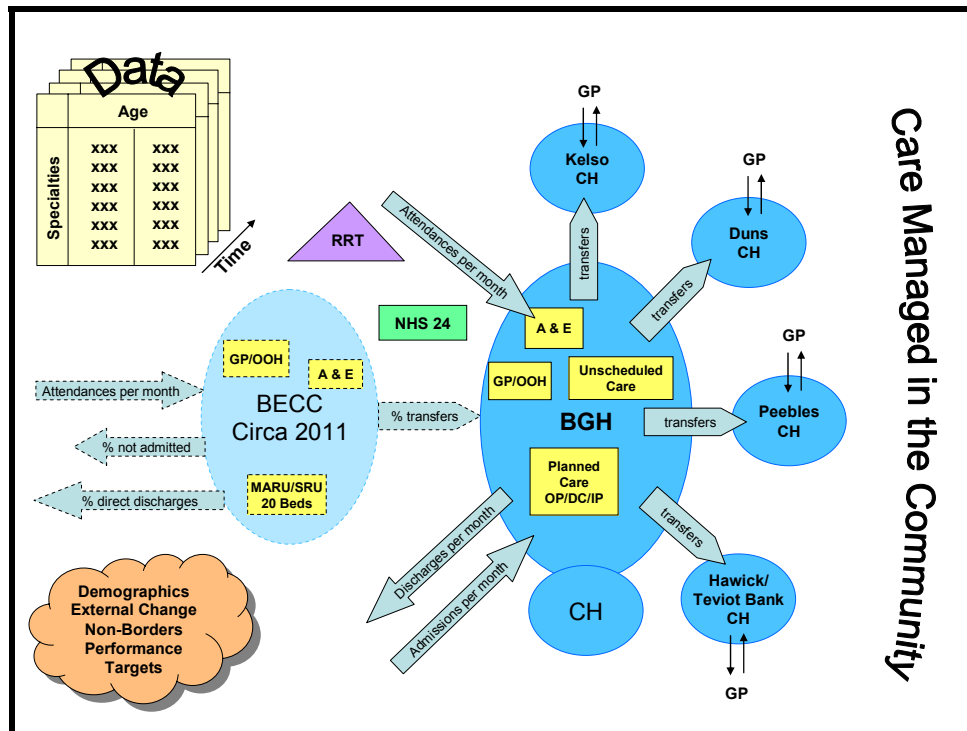 Data
Age
Specialties
xxx xxx
xxx xxx
xxx xxx
xxx xxx
xxx xxx
xxx xxx
Time
RRT
NHS 24
Attendances per month
GP/OOH
A & E
BECC
Circa 2011
MARU/SRU
20 Beds
Attendances per month
% not admitted
% direct discharges
% transfers
Demographics
External Change
Non-Borders
Performance
Targets
A & E
GP/OOH
Unscheduled
Care
BGH
Planned
Care
OP/DC/IP
CH
Discharges per month
Admissions per month
transfers
GP
Kelso
CH
transfers
GP
Duns
CH
transfers
GP
Peebles
CH
transfers
Hawick/
Teviot Bank
CH
GP
Care Managed in the Community